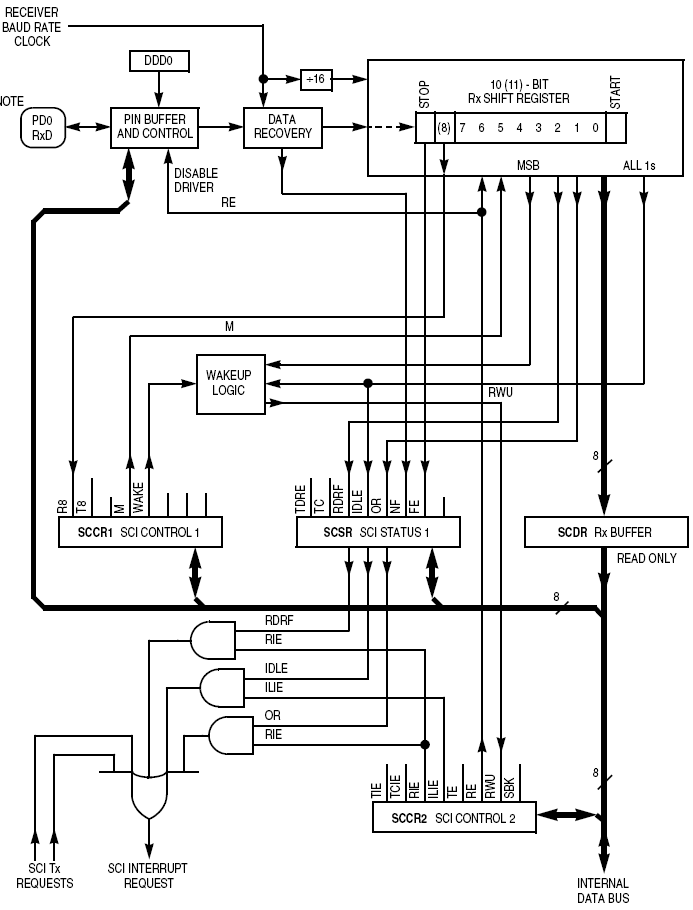 RECEIVER
BAUD RATE
CLOCK
DDD0
÷16
10 (11) - BIT
Rx SHIFT REGISTER
STOP
START
NOTE
PD0
RxD
PIN BUFFER
AND CONTROL
DATA
RECOVERY
(8) 7 6 5 4 3 2 1 0
DISABLE
DRIVER
MSB
ALL 1s
RE
M
WAKEUP
LOGIC
RWU
8
R8
T8
M
WAKE
TDRE
TC
RDRF
IDLE
OR
NF
FE
SCCR1 SCI CONTROL 1
SCSR SCI STATUS 1
SCDR Rx BUFFER
READ ONLY
8
RDRF
RIE
IDLE
ILIE
OR
RIE
8
TIE
TCIE
RIE
ILIE
TE
RE
RWU
SBK
SCCR2 SCI CONTROL 2
SCI Tx
REQUESTS
SCI INTERRUPT
REQUEST
INTERNAL
DATA BUS